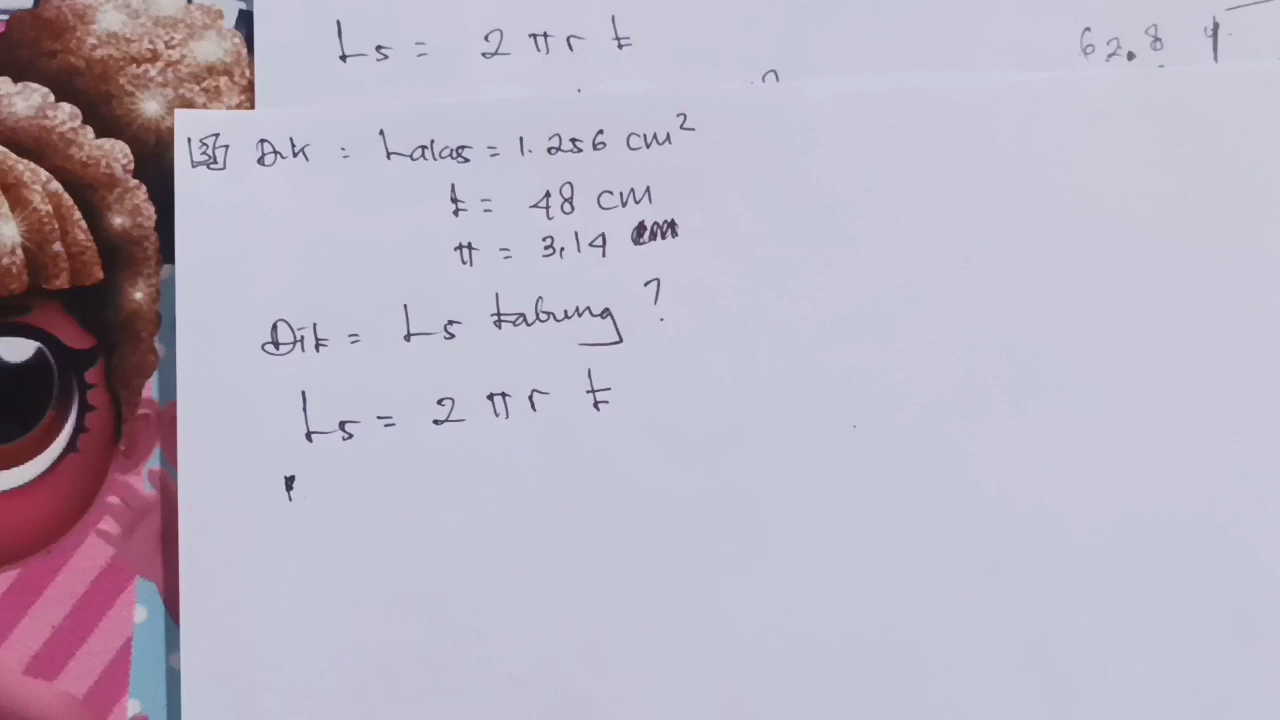 Ls = 2 π r t
62.8
3 Dik : Lalas = 1.256 cm²
t = 48 cm
π = 3,14
Dit = Ls tabung ?
Ls = 2 π r t